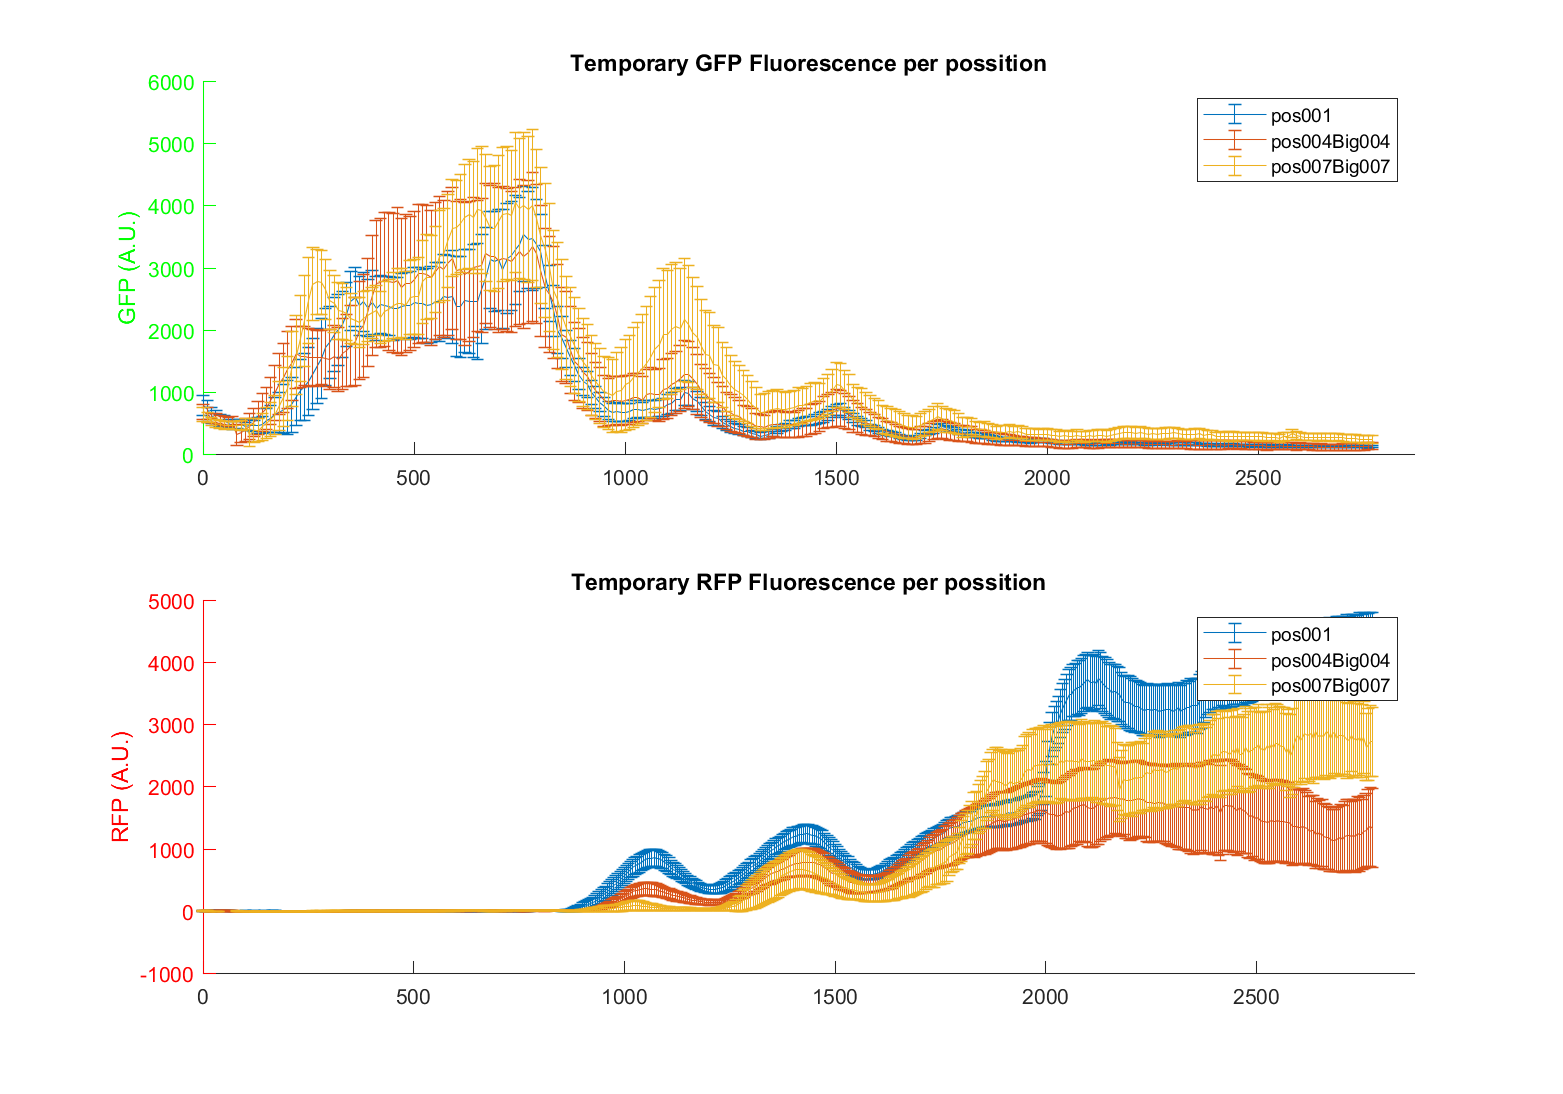 Temporary GFP Fluorescence per possition
GFP (A.U.)
6000
5000
4000
3000
2000
1000
0
0 500 1000 1500 2000 2500
pos001
pos004Big004
pos007Big007
Temporary RFP Fluorescence per possition
RFP (A.U.)
5000
4000
3000
2000
1000
0
-1000
0 500 1000 1500 2000 2500
pos001
pos004Big004
pos007Big007